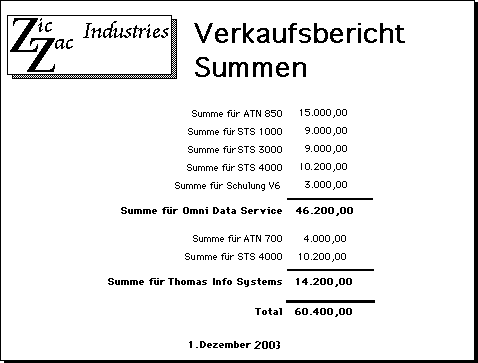 Zic Zac Industries
Verkaufsbericht
Summen
Summe für ATN 850 15.000,00
Summe für STS 1000 9.000,00
Summe für STS 3000 9.000,00
Summe für STS 4000 10.200,00
Summe für Schulung V6 3.000,00
Summe für Omni Data Service 46.200,00
Summe für ATN 700 4.000,00
Summe für STS 4000 10.200,00
Summe für Thomas Info Systems 14.200,00
Total 60.400,00
1.Dezember 2003